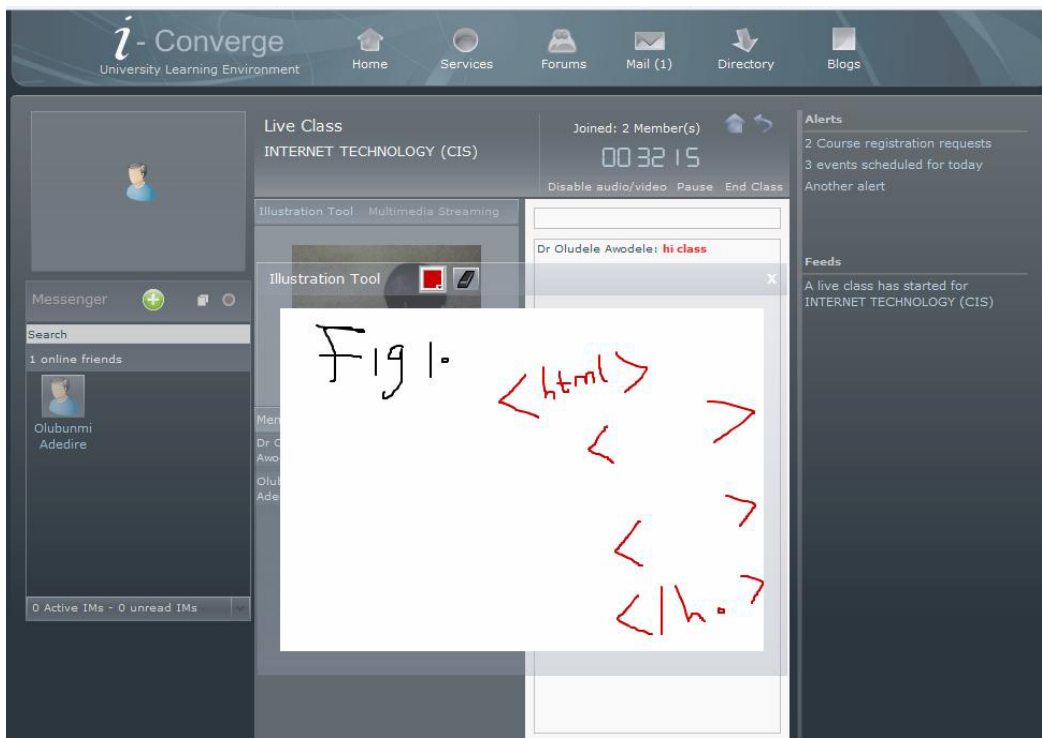 i - Converge
University Learning Environment
Home
Services
Forums
Mail (1)
Directory
Blogs
Live Class
INTERNET TECHNOLOGY (CIS)
Joined: 2 Member(s)
003215
Disable audio/video Pause End Class
Alerts
2 Course registration requests
3 events scheduled for today
Another alert
Illustration Tool Multimedia Streaming
Dr Oludele Awodele: hi class
Feeds
A live class has started for
INTERNET TECHNOLOGY (CIS)
Messenger
Search
1 online friends
Olubunmi
Adedire
0 Active IMs - 0 unread IMs
Illustration Tool
X
Fig 1.
<html>
< >
< >
</h. >